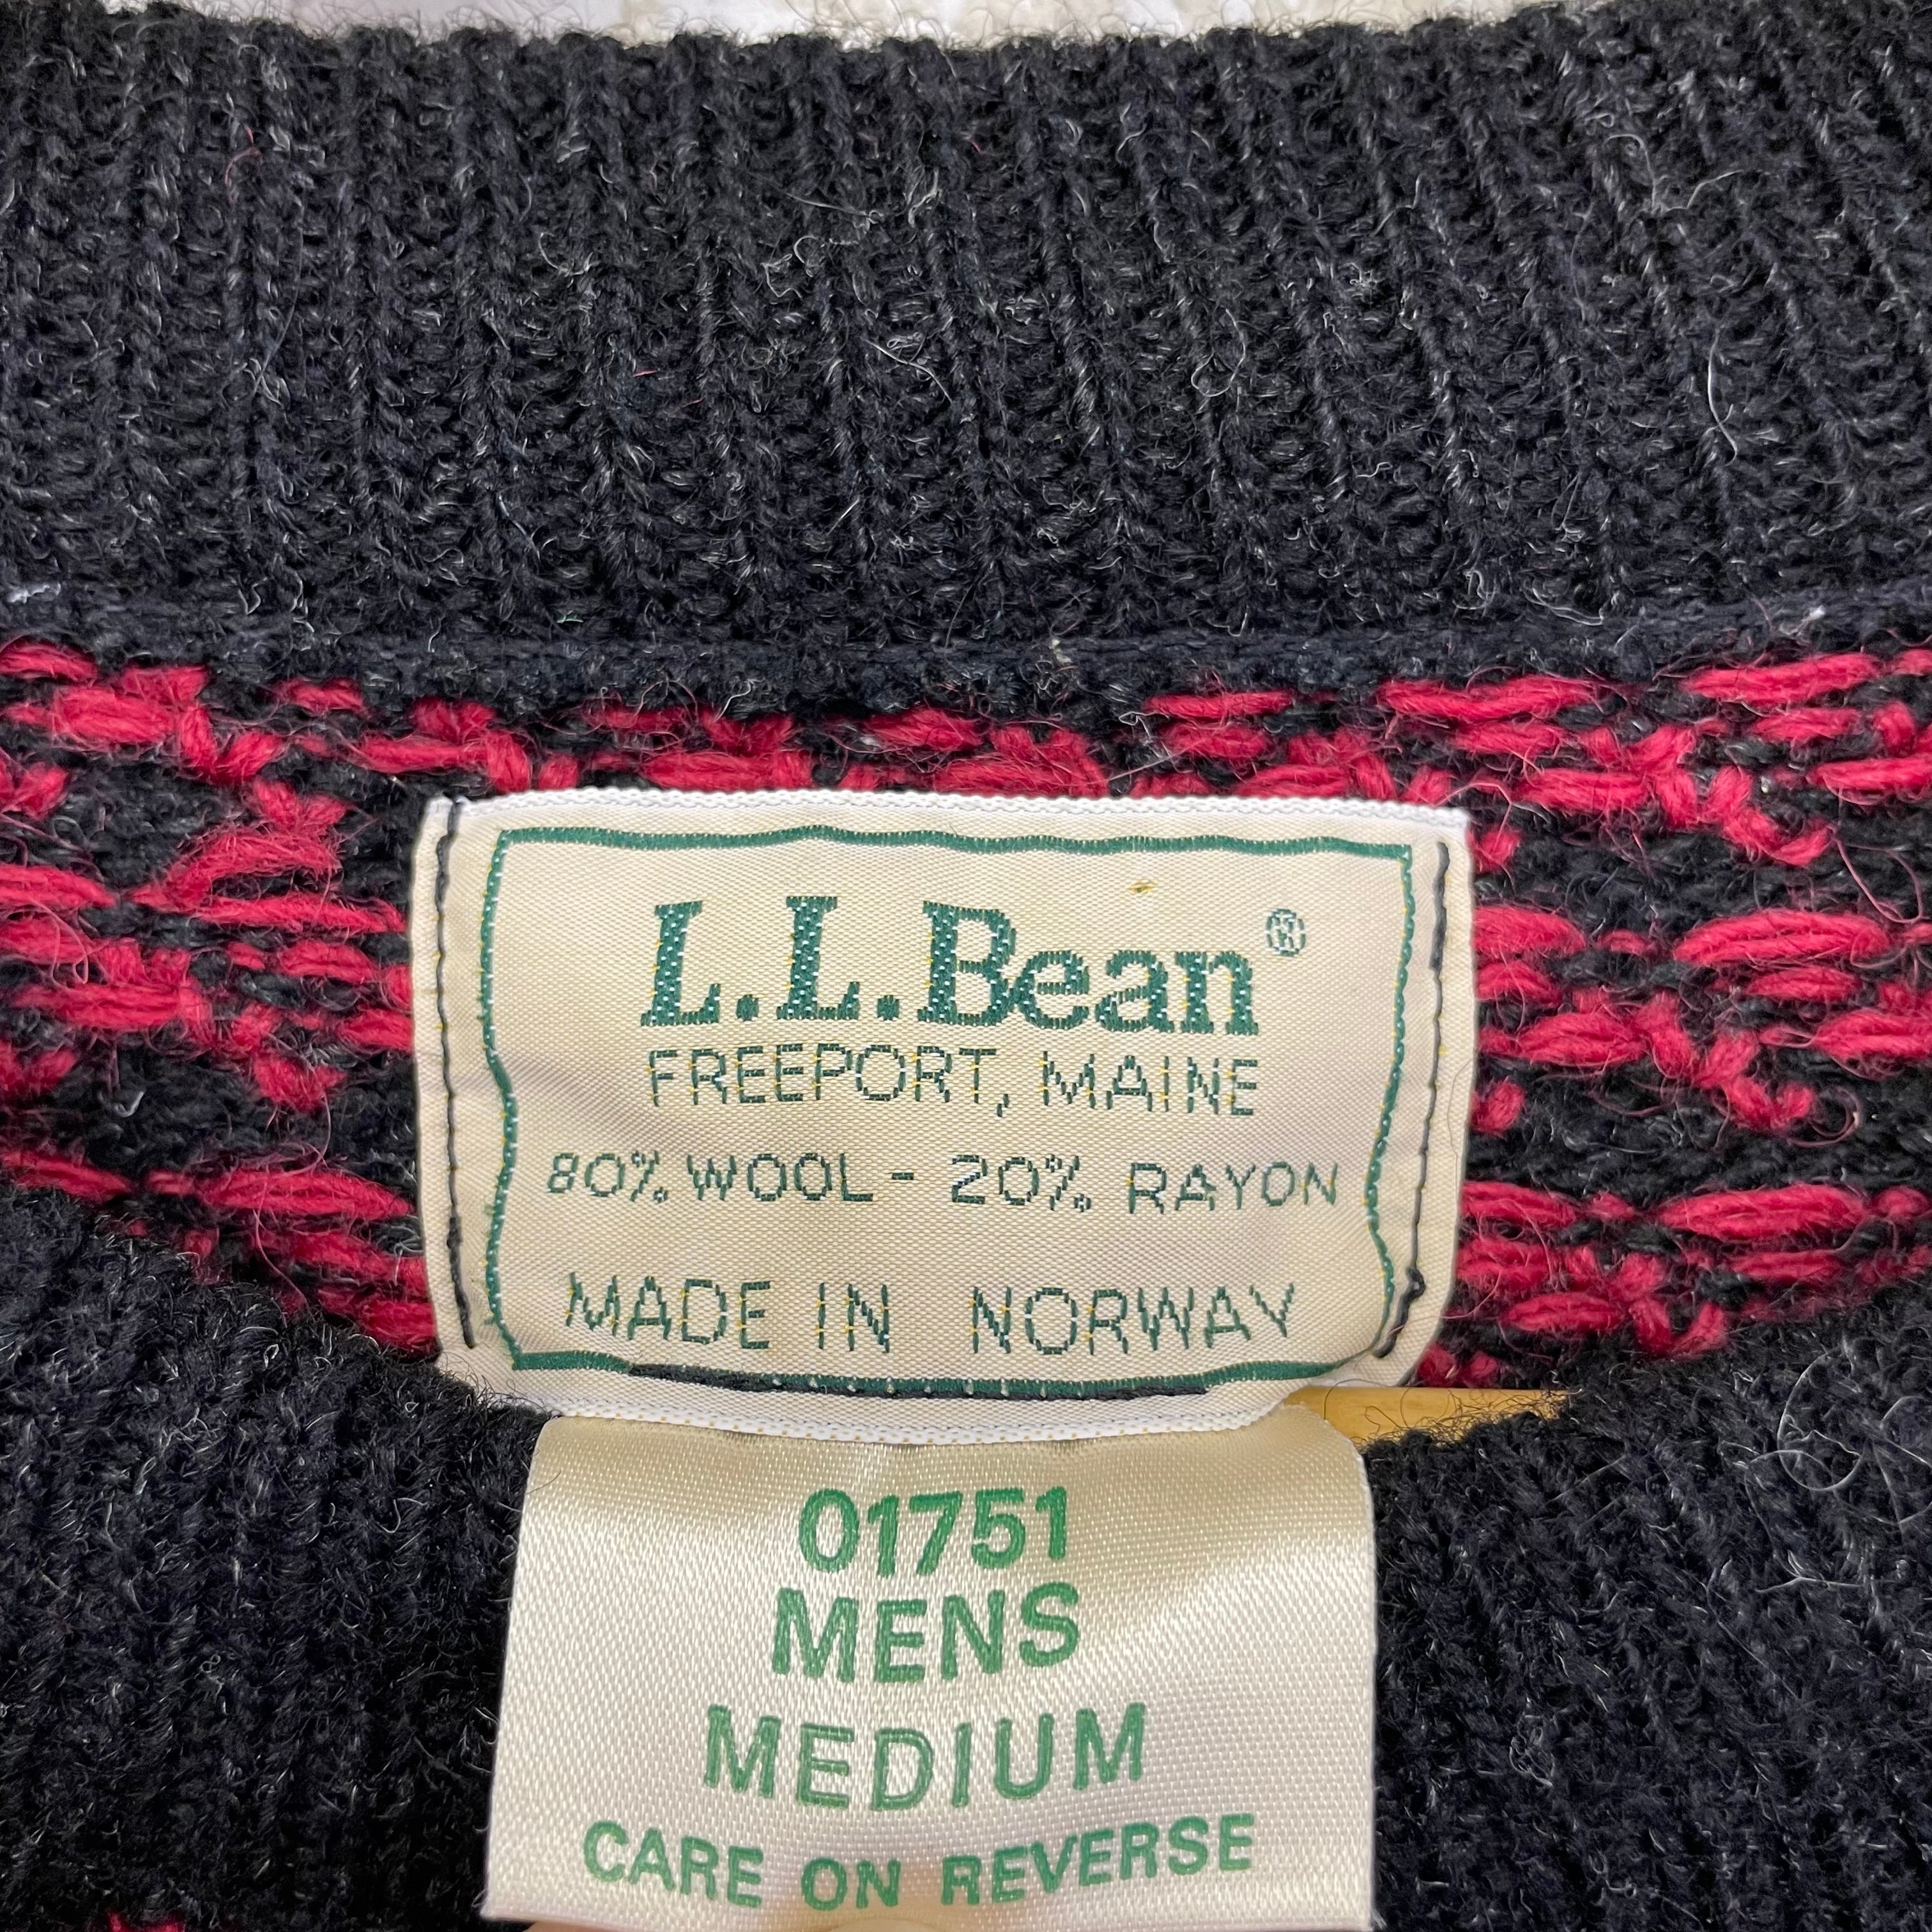 L.L.Bean®
FREEPORT, MAINE
80% WOOL - 20% RAYON
MADE IN NORWAY
01751
MENS
MEDIUM
CARE ON REVERSE